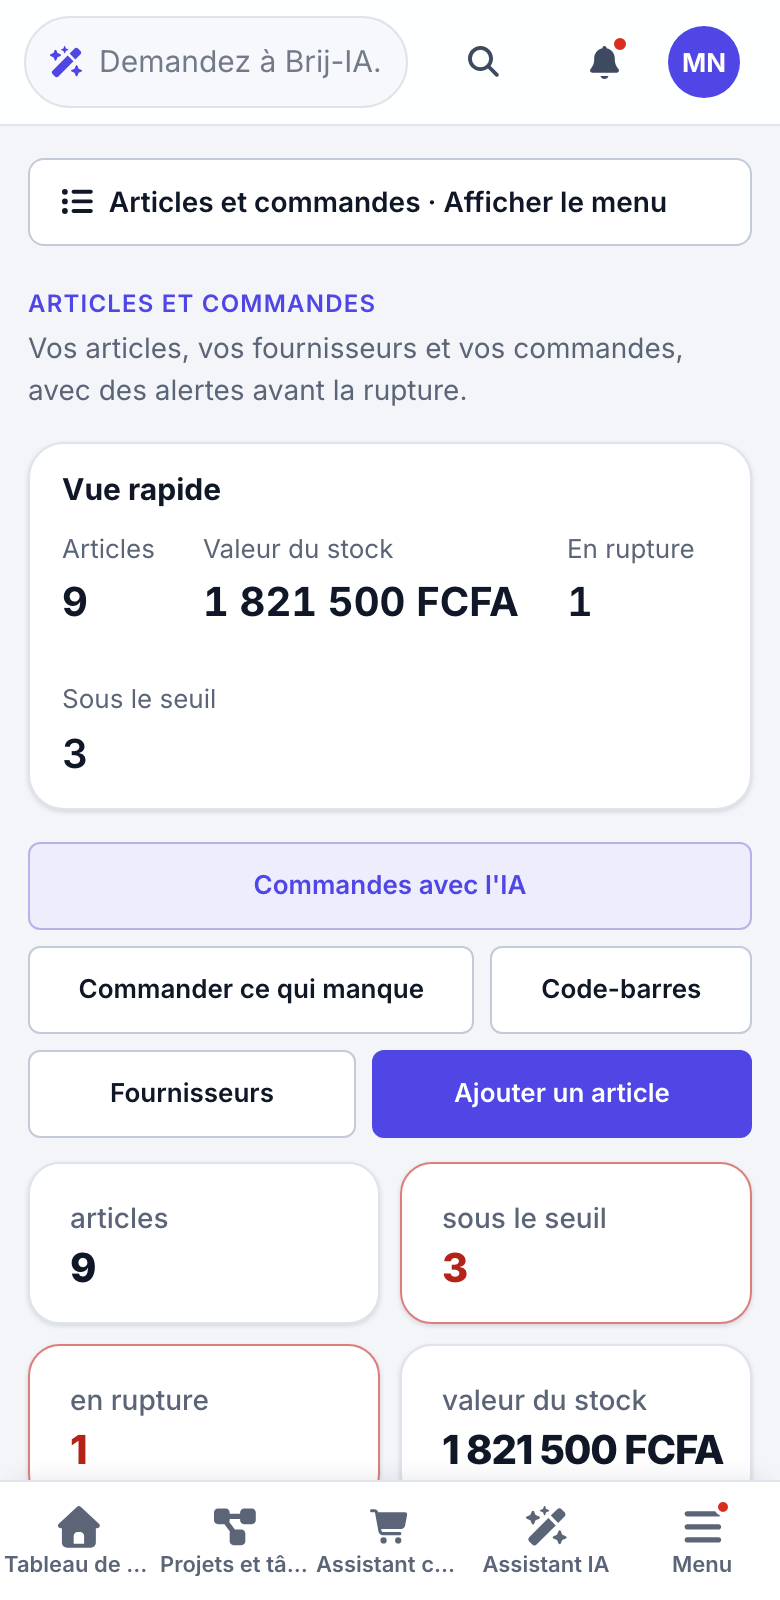 Demandez à Brij-IA.
MN
Articles et commandes · Afficher le menu
ARTICLES ET COMMANDES
Vos articles, vos fournisseurs et vos commandes,
avec des alertes avant la rupture.
Vue rapide
Articles Valeur du stock En rupture
9 1 821 500 FCFA 1
Sous le seuil
3
Commandes avec l'IA
Commander ce qui manque Code-barres
Fournisseurs Ajouter un article
articles sous le seuil
9 3
en rupture valeur du stock
1 1 821 500 FCFA
Tableau de ... Projets et tâ... Assistant c... Assistant IA Menu